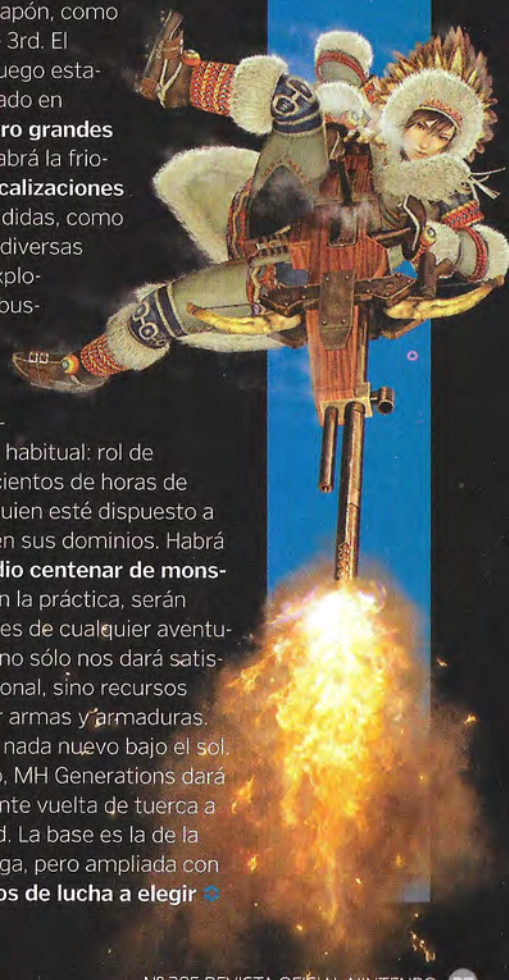 apón, como
3rd. El
uego esta-
ado en
ro grandes
abrá la frio-
calizaciones
didas, como
diversas
xplo-
bus-
-
habitual: rol de
cientos de horas de
uien esté dispuesto a
en sus dominios. Habrá
dio centenar de mons-
n la práctica, serán
es de cualquier aventu-
no sólo nos dará satis-
onal, sino recursos
r armas y armaduras.
nada nuevo bajo el sol.
o, MH Generations dará
nte vuelta de tuerca a
d. La base es la de la
ga, pero ampliada con
os de lucha a elegir